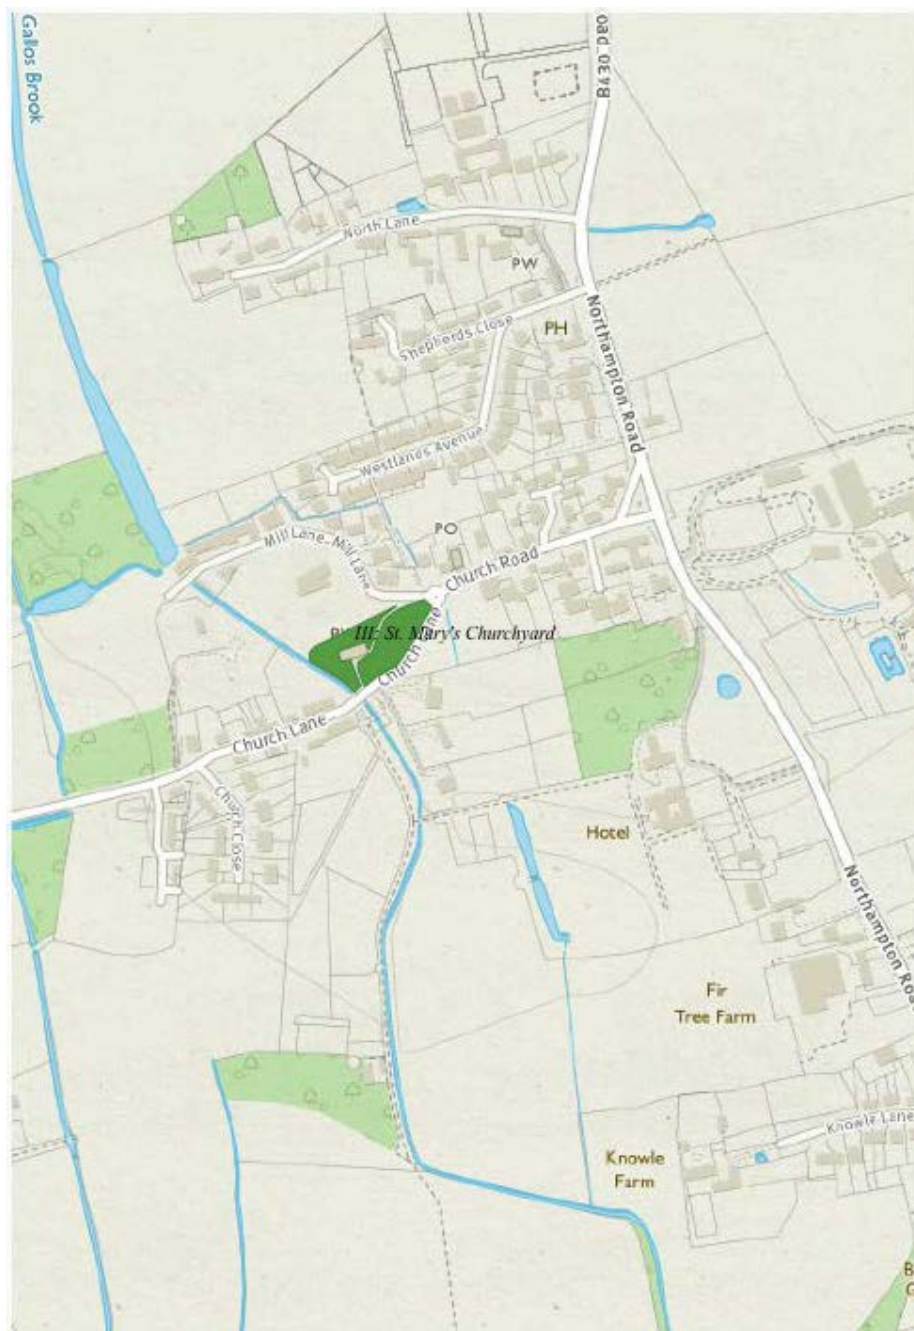 Gallos Brook
oad
B430
North Lane
PW
Shepherds Close
PH
Northampton Road
Westlands Avenue
PO
Mill Lane
Mill Lane
Church Road
III: St. Mary's Churchyard
Church Lane
Church Lane
Church Close
Hotel
Northampton Roa
Fir
Tree Farm
Knowle Lane
Knowle
Farm
B
G